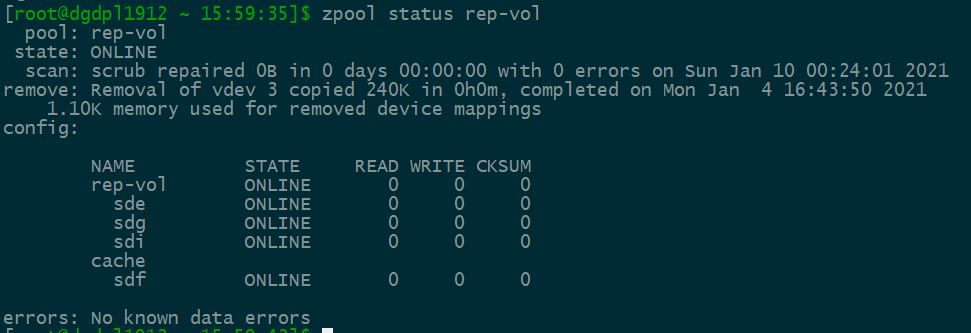 [root@dgdpl1912 ~ 15:59:35]$ zpool status rep-vol
  pool: rep-vol
 state: ONLINE
  scan: scrub repaired 0B in 0 days 00:00:00 with 0 errors on Sun Jan 10 00:24:01 2021
remove: Removal of vdev 3 copied 240K in 0h0m, completed on Mon Jan  4 16:43:50 2021
    1.10K memory used for removed device mappings
config:

        NAME          STATE     READ WRITE CKSUM
        rep-vol       ONLINE       0     0     0
          sde         ONLINE       0     0     0
          sdg         ONLINE       0     0     0
          sdi         ONLINE       0     0     0
        cache
          sdf         ONLINE       0     0     0

errors: No known data errors
[root@dgdpl1912 ~ 15:59:43]$